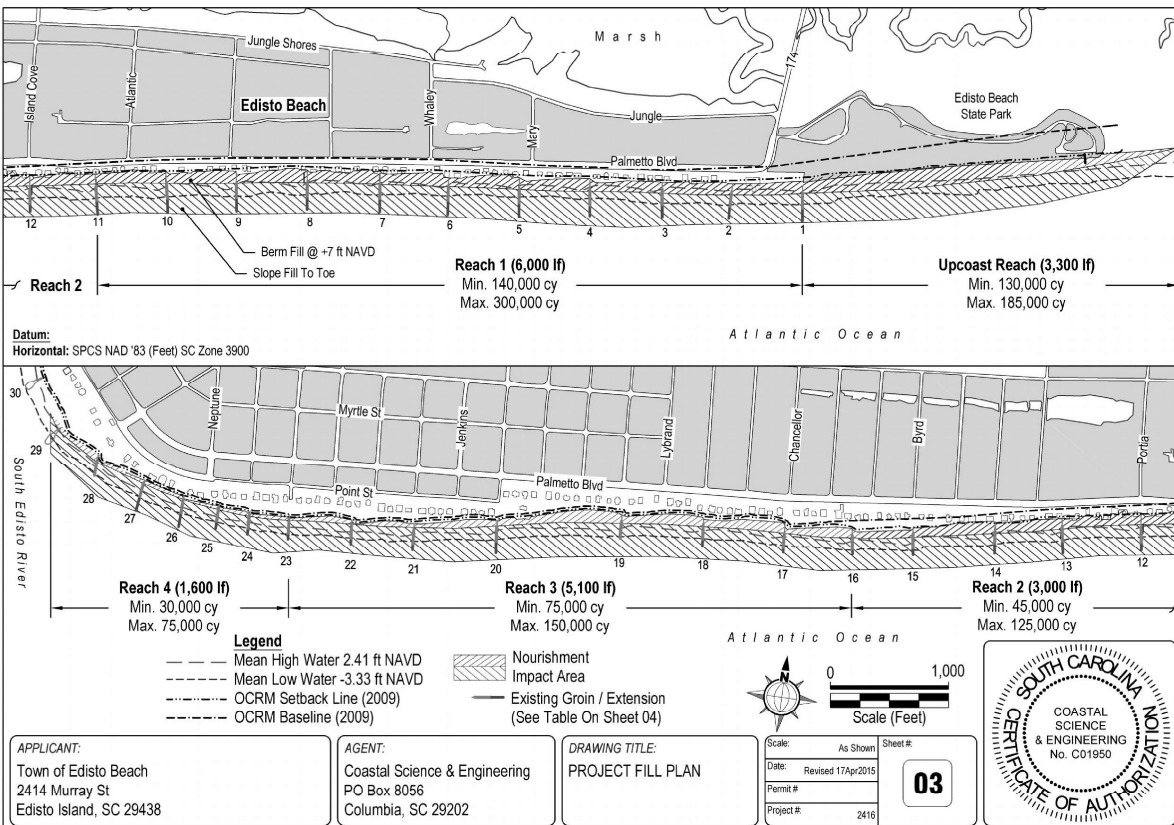 Marsh
Jungle Shores
174
Island Cove
Atlantic
Edisto Beach
Whaley
Mary
Jungle
Edisto Beach
State Park
Palmetto Blvd
12
11
10
9
8
7
6
5
4
3
2
1
Berm Fill @ +7 ft NAVD
Slope Fill To Toe
Reach 2
Reach 1 (6,000 lf)
Min. 140,000 cy
Max. 300,000 cy
Upcoast Reach (3,300 lf)
Min. 130,000 cy
Max. 185,000 cy
Atlantic Ocean
Datum:
Horizontal: SPCS NAD '83 (Feet) SC Zone 3900
30
29
28
27
26
25
24
23
22
21
20
19
18
17
16
15
14
13
12
Neptune
Myrtle St
Jenkins
Lybrand
Chancellor
Byrd
Portia
Point St
Palmetto Blvd
South Edisto River
Reach 4 (1,600 lf)
Min. 30,000 cy
Max. 75,000 cy
Reach 3 (5,100 lf)
Min. 75,000 cy
Max. 150,000 cy
Reach 2 (3,000 lf)
Min. 45,000 cy
Max. 125,000 cy
Atlantic Ocean
Legend
Mean High Water 2.41 ft NAVD
Mean Low Water -3.33 ft NAVD
OCRM Setback Line (2009)
OCRM Baseline (2009)
Nourishment
Impact Area
Existing Groin / Extension
(See Table On Sheet 04)
N
0
1,000
Scale (Feet)
SOUTH CAROLINA
COASTAL
SCIENCE
& ENGINEERING
No. C01950
CERTIFICATE OF AUTHORIZATION
APPLICANT:
Town of Edisto Beach
2414 Murray St
Edisto Island, SC 29438
AGENT:
Coastal Science & Engineering
PO Box 8056
Columbia, SC 29202
DRAWING TITLE:
PROJECT FILL PLAN
Scale: As Shown
Date: Revised 17Apr2015
Permit #
Project #: 2416
Sheet #:
03